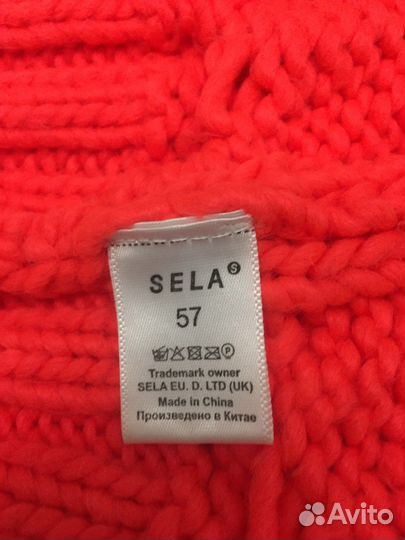 SELA S
57
P
Trademark owner
SELA EU. D. LTD (UK)
Made in China
Произведено в Китае
Avito